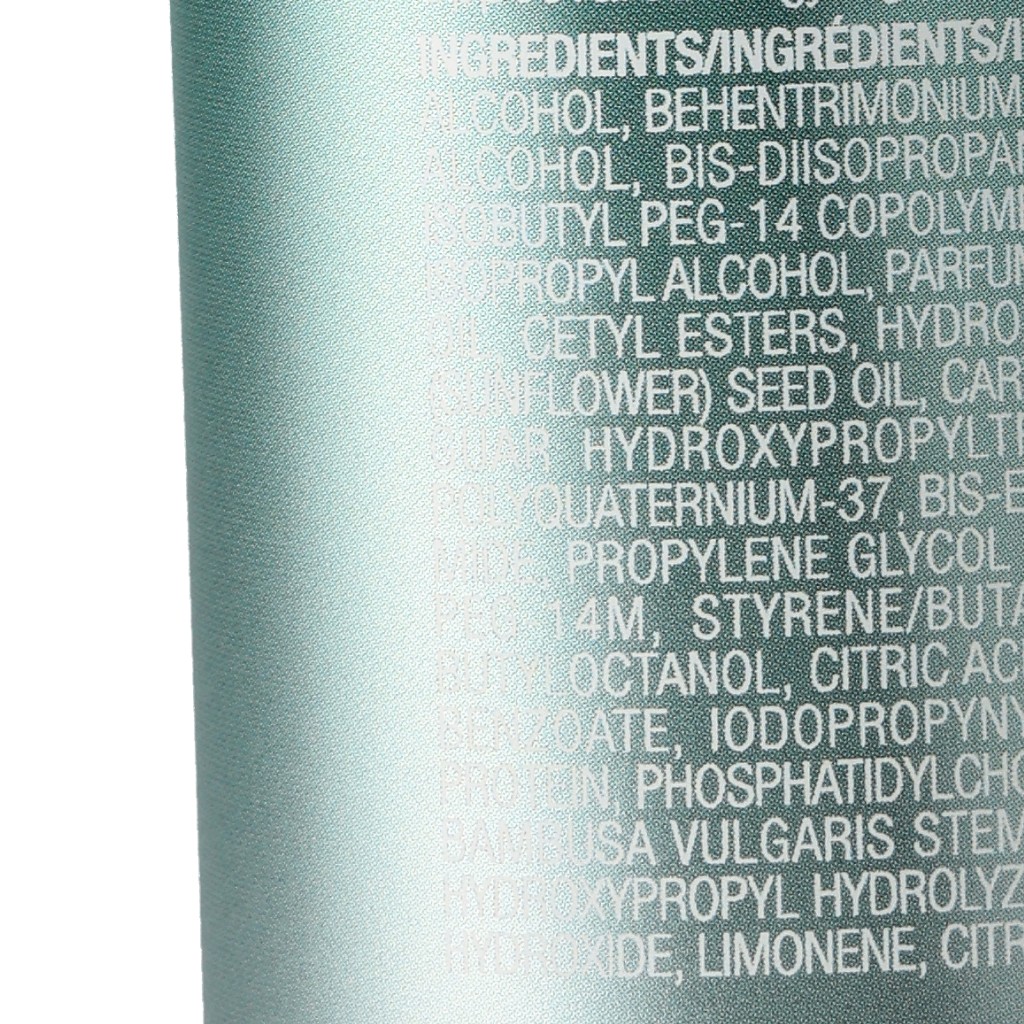 INGREDIENTS/INGRÉDIENTS/I
ALCOHOL, BEHENTRIMONIUM
ALCOHOL, BIS-DIISOPROPA
ISOBUTYL PEG-14 COPOLYM
ISOPROPYL ALCOHOL, PARFUM
OIL, CETYL ESTERS, HYDRO
(SUNFLOWER) SEED OIL, CAR
GUAR HYDROXYPROPYLT
POLYQUATERNIUM-37, BIS-E
MIDE, PROPYLENE GLYCOL
PEG-14M, STYRENE/BUTA
BUTYLOCTANOL, CITRIC AC
BENZOATE, IODOPROPYNY
PROTEIN, PHOSPHATIDYLCHO
BAMBUSA VULGARIS STEM
HYDROXYPROPYL HYDROLYZ
HYDROXIDE, LIMONENE, CITR